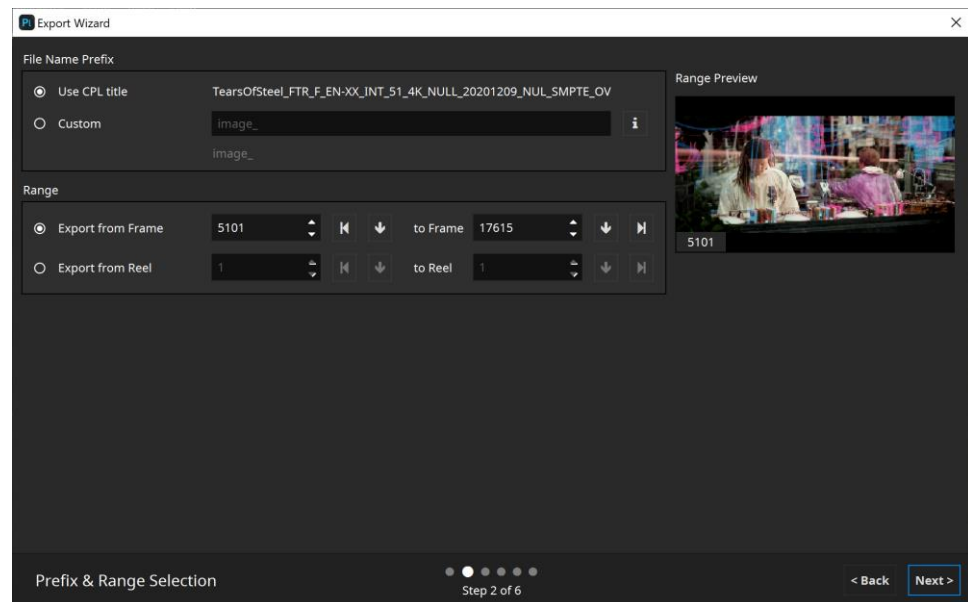 Pl Export Wizard
File Name Prefix
Use CPL title TearsOfSteel_FTR_F_EN-XX_INT_51_4K_NULL_20201209_NUL_SMPTE_OV
Custom image_ i
image_
Range
Export from Frame 5101 to Frame 17615
Export from Reel 1 to Reel 1
Range Preview
5101
Prefix & Range Selection
Step 2 of 6
< Back Next >